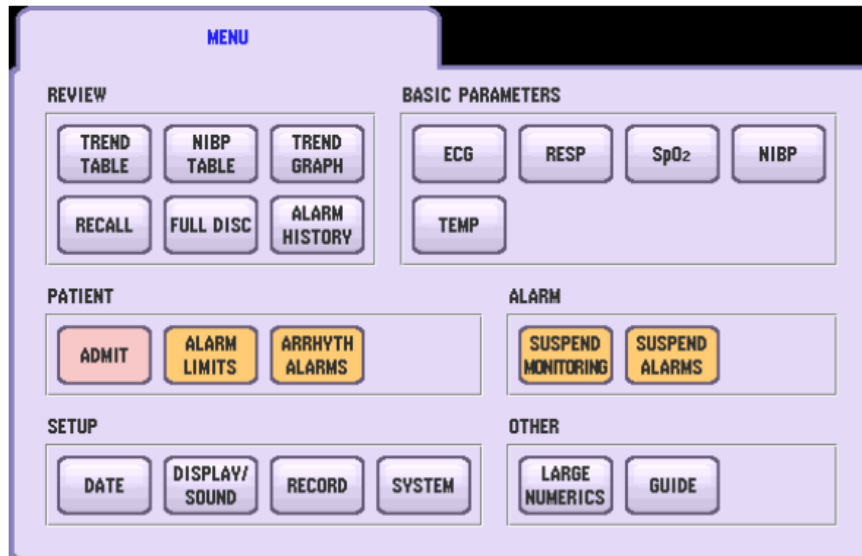 MENU
REVIEW
TREND
TABLE
NIBP
TABLE
TREND
GRAPH
RECALL
FULL DISC
ALARM
HISTORY
BASIC PARAMETERS
ECG
RESP
SpO₂
NIBP
TEMP
PATIENT
ADMIT
ALARM
LIMITS
ARRHYTH
ALARMS
ALARM
SUSPEND
MONITORING
SUSPEND
ALARMS
SETUP
DATE
DISPLAY/
SOUND
RECORD
SYSTEM
OTHER
LARGE
NUMERICS
GUIDE